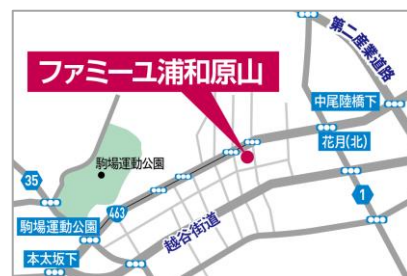 第二産業道路
ファミーユ浦和原山
中尾陸橋下
花月(北)
駒場運動公園
35
463
1
駒場運動公園
越谷街道
本太坂下